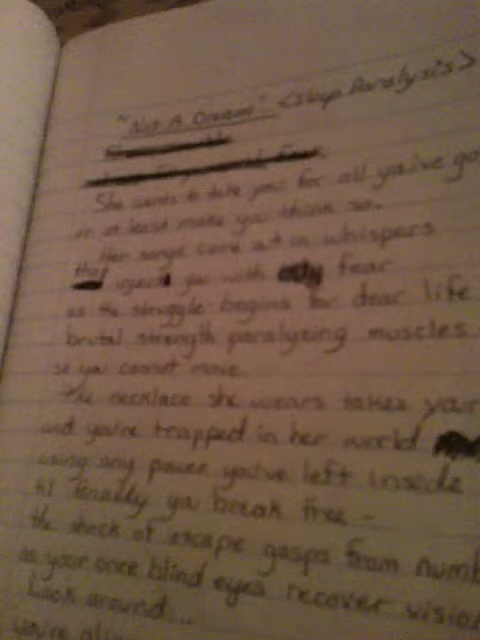 "Not A Dream" <Sleep Paralysis>
She wants to take you for all you've go
or at least make you think so.
Her songs come out in whispers
that inject you with fear
as the struggle begins for dear life
brutal strength paralyzing muscles
so you cannot move.
The necklace she wears takes your
and you're trapped in her world
using any power you've left inside
til finally you break free -
the shock of escape gasps from numb
as your once blind eyes recover vision
Look around...
you're